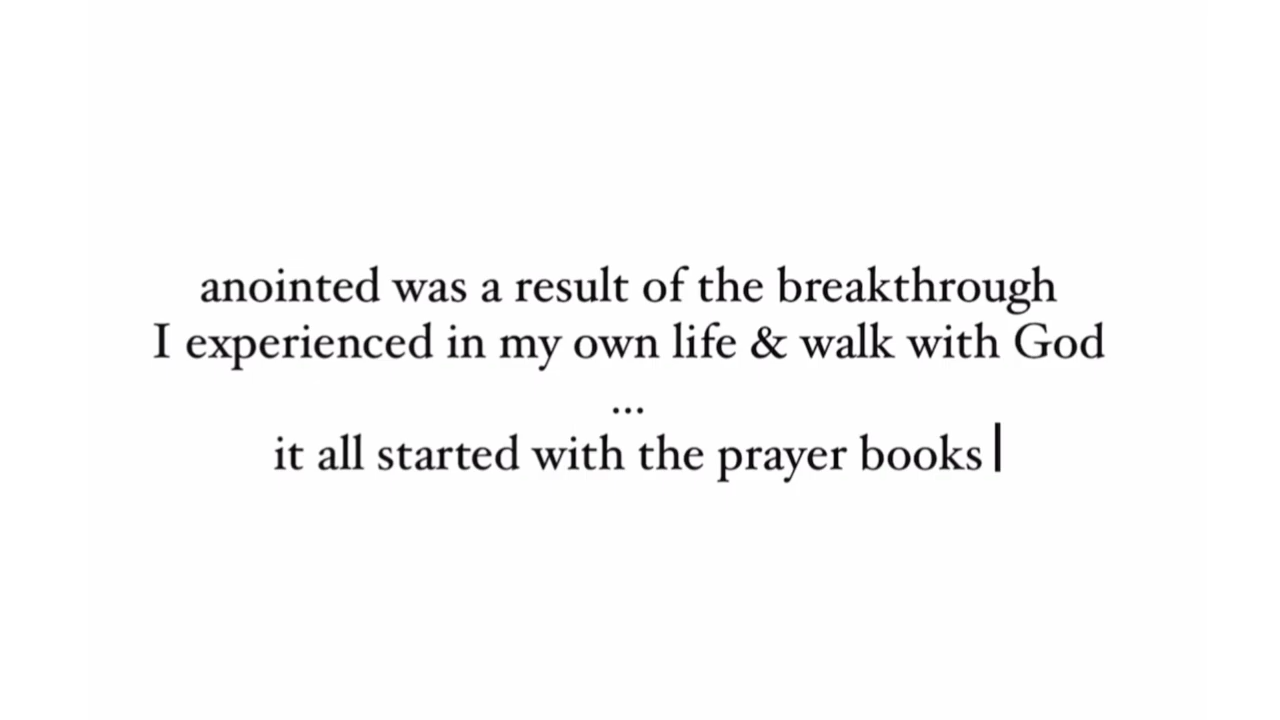 anointed was a result of the breakthrough
I experienced in my own life & walk with God
...
it all started with the prayer books